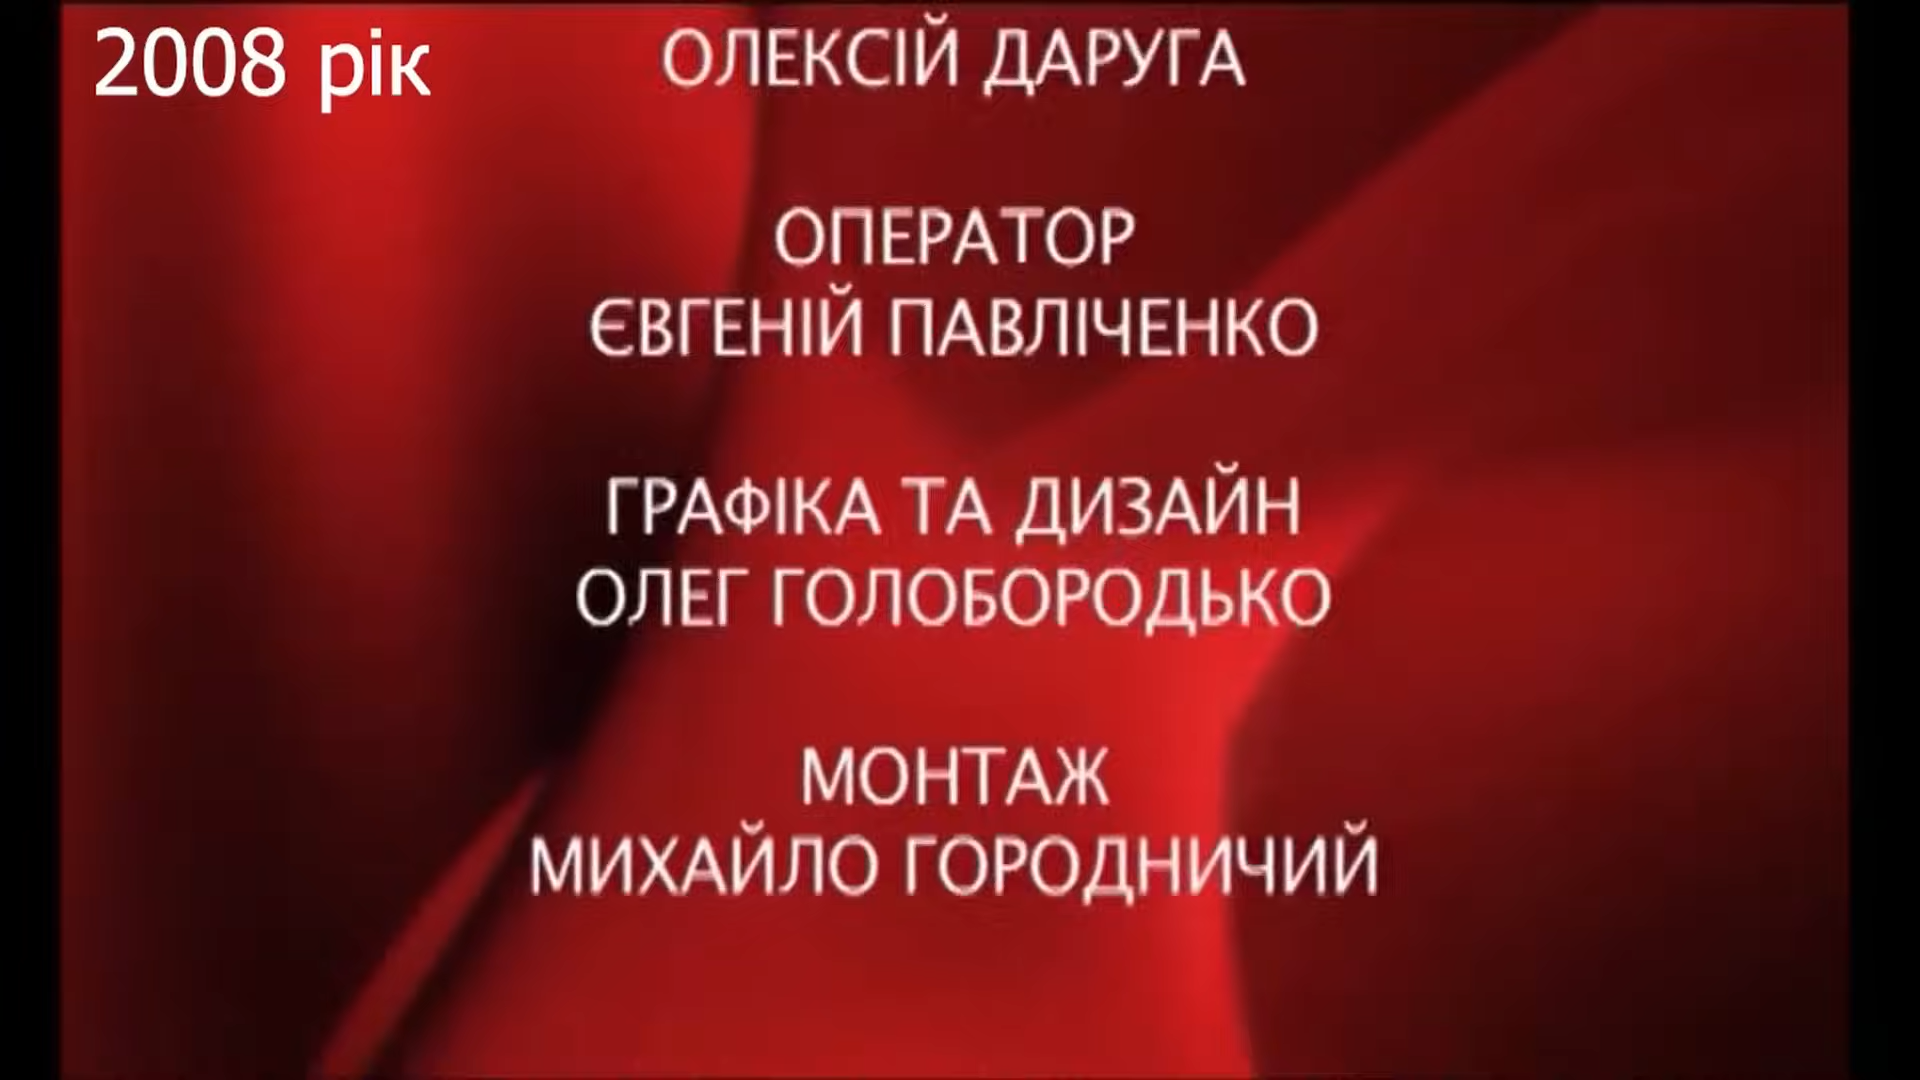 2008 рік
ОЛЕКСІЙ ДАРУГА
ОПЕРАТОР
ЄВГЕНІЙ ПАВЛІЧЕНКО
ГРАФІКА ТА ДИЗАЙН
ОЛЕГ ГОЛОБОРОДЬКО
МОНТАЖ
МИХАЙЛО ГОРОДНИЧИЙ